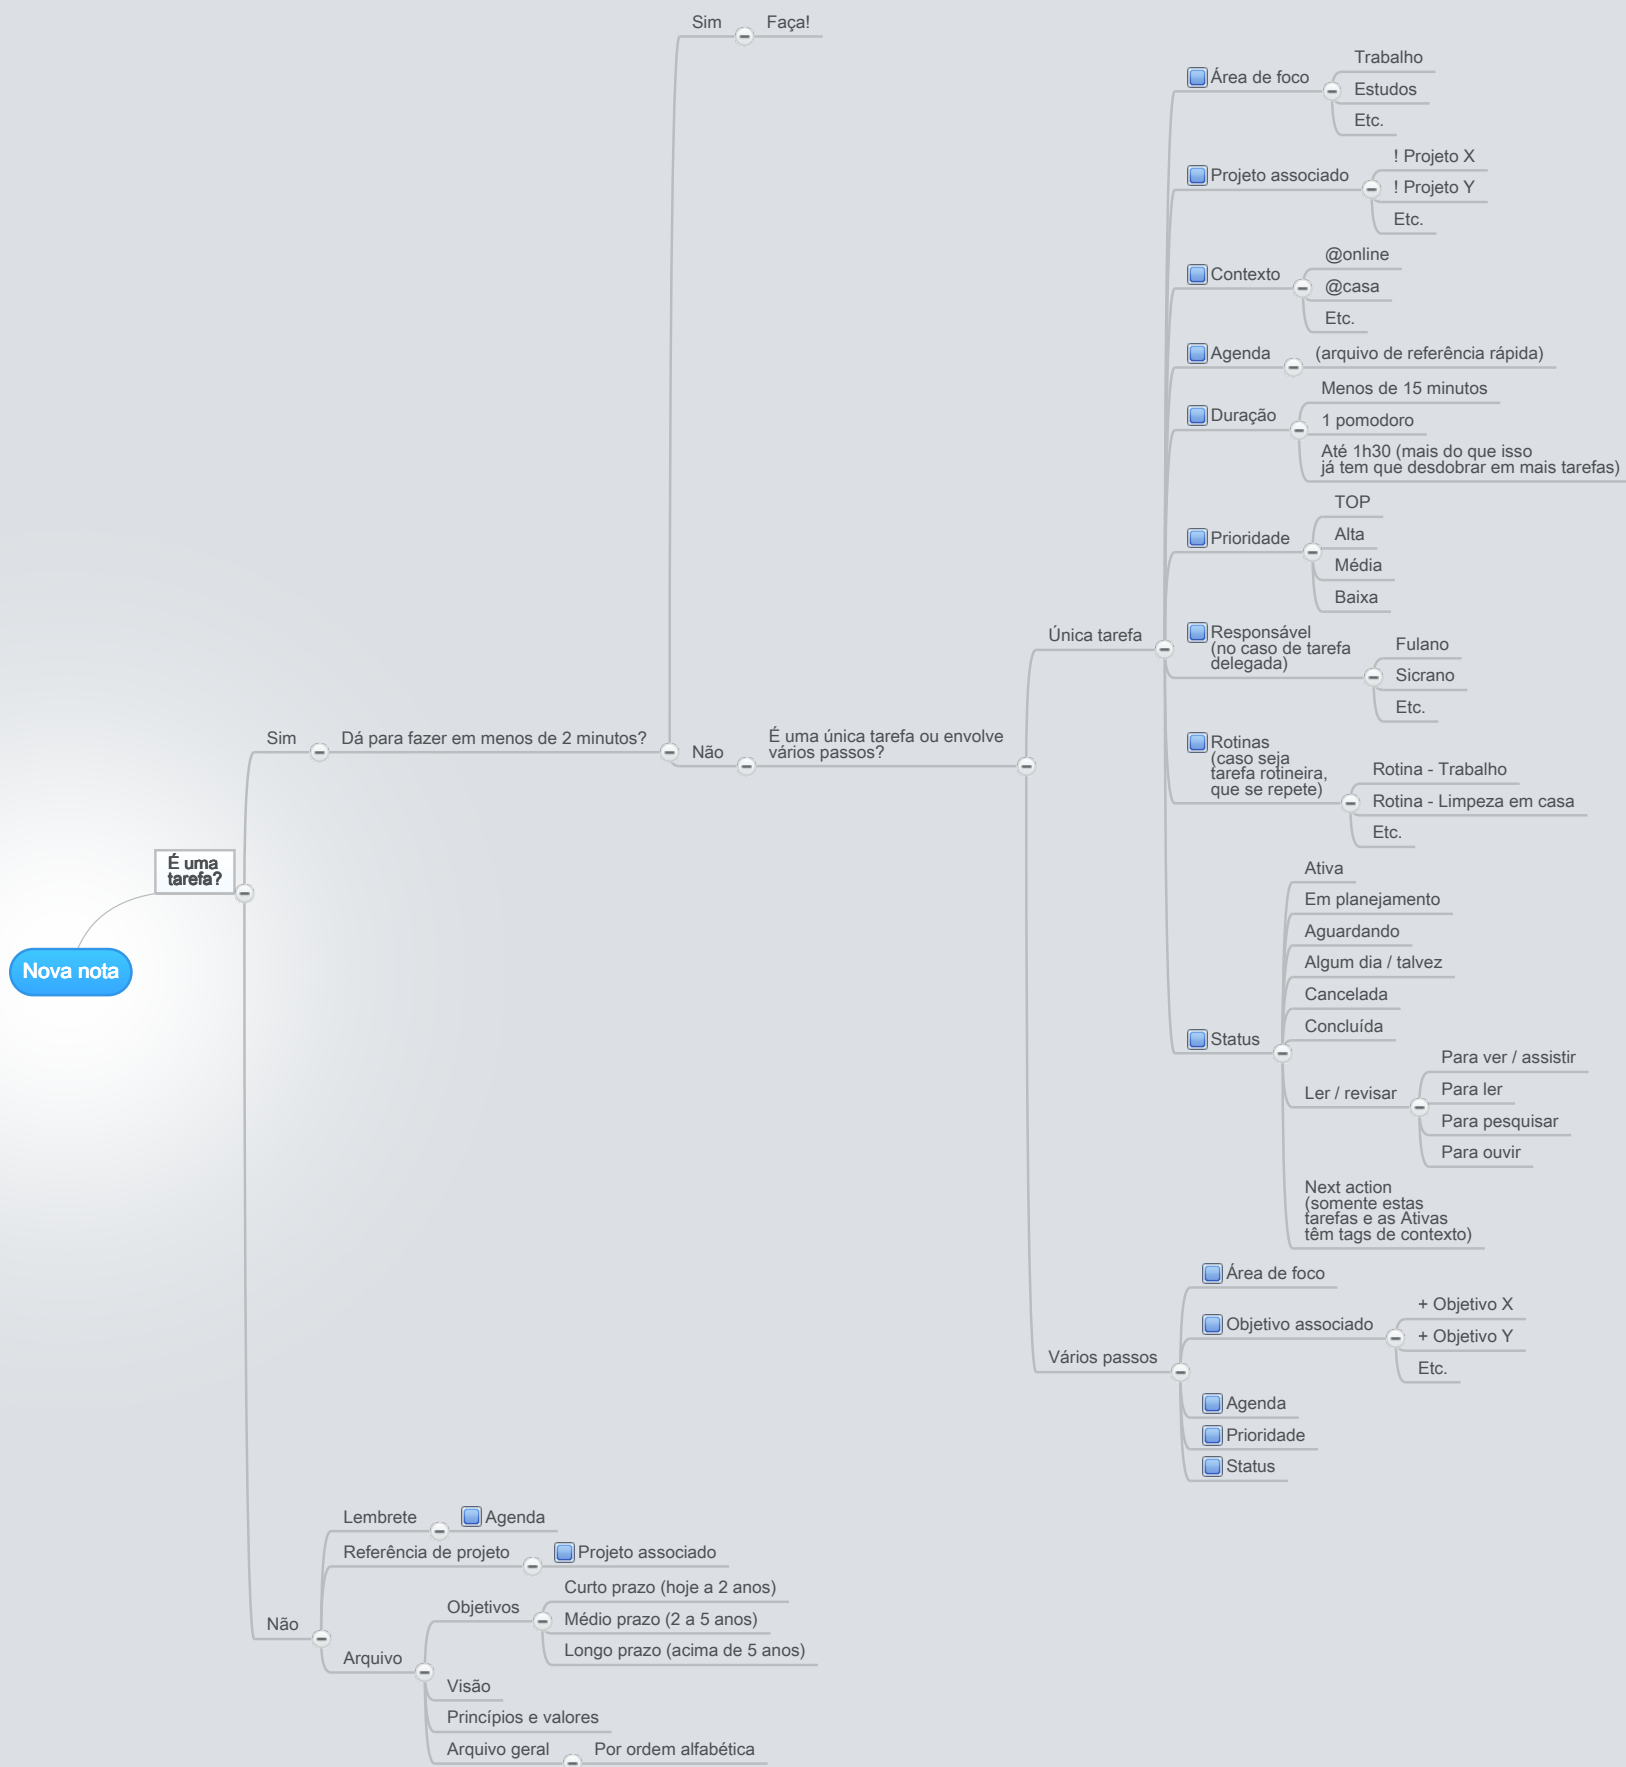 Nova nota
É uma
tarefa?
Sim
Dá para fazer em menos de 2 minutos?
Sim
Faça!
Não
É uma única tarefa ou envolve
vários passos?
Única tarefa
Área de foco
Trabalho
Estudos
Etc.
Projeto associado
! Projeto X
! Projeto Y
Etc.
Contexto
@online
@casa
Etc.
Agenda
(arquivo de referência rápida)
Duração
Menos de 15 minutos
1 pomodoro
Até 1h30 (mais do que isso
já tem que desdobrar em mais tarefas)
Prioridade
TOP
Alta
Média
Baixa
Responsável
(no caso de tarefa
delegada)
Fulano
Sicrano
Etc.
Rotinas
(caso seja
tarefa rotineira,
que se repete)
Rotina - Trabalho
Rotina - Limpeza em casa
Etc.
Status
Ativa
Em planejamento
Aguardando
Algum dia / talvez
Cancelada
Concluída
Ler / revisar
Para ver / assistir
Para ler
Para pesquisar
Para ouvir
Next action
(somente estas
tarefas e as Ativas
têm tags de contexto)
Vários passos
Área de foco
Objetivo associado
+ Objetivo X
+ Objetivo Y
Etc.
Agenda
Prioridade
Status
Não
Lembrete
Agenda
Referência de projeto
Projeto associado
Arquivo
Objetivos
Curto prazo (hoje a 2 anos)
Médio prazo (2 a 5 anos)
Longo prazo (acima de 5 anos)
Visão
Princípios e valores
Arquivo geral
Por ordem alfabética